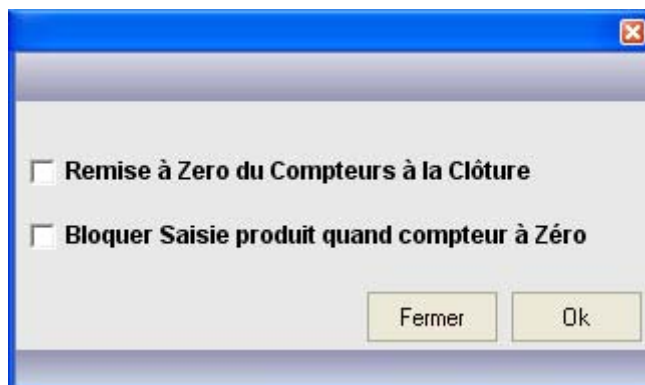 Remise à Zero du Compteurs à la Clôture
Bloquer Saisie produit quand compteur à Zéro
Fermer Ok